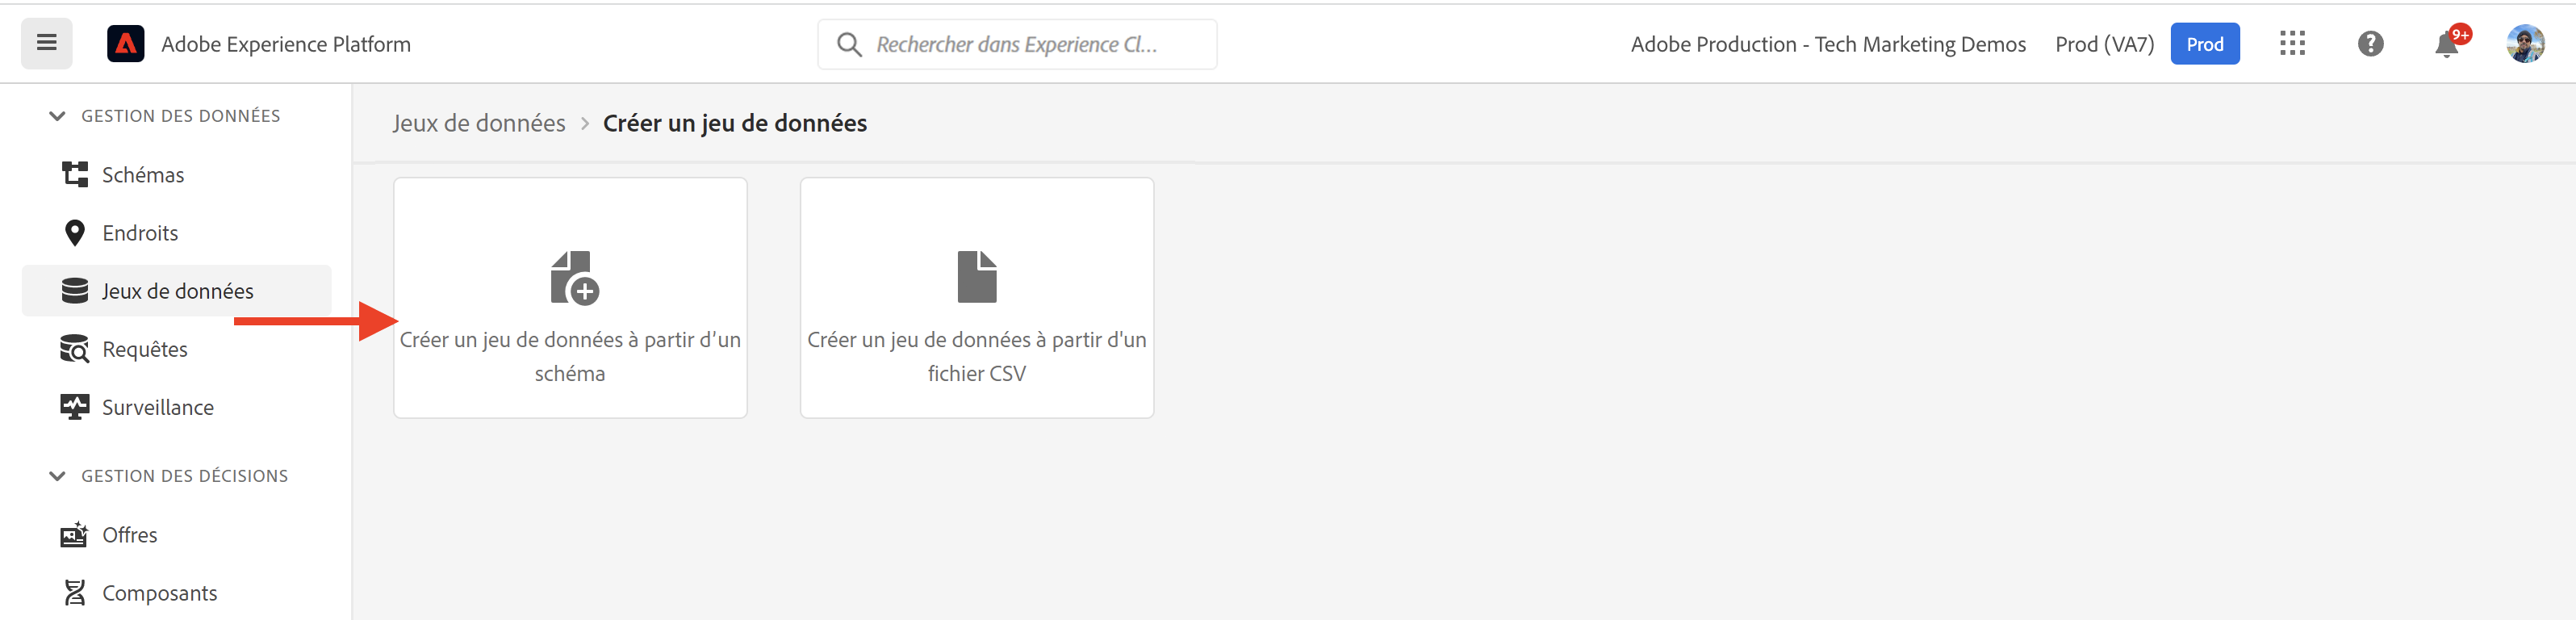 Adobe Experience Platform
Rechercher dans Experience Cl...
Adobe Production - Tech Marketing Demos
Prod (VA7)
Prod
9+
GESTION DES DONNÉES
Schémas
Endroits
Jeux de données
Requêtes
Surveillance
GESTION DES DÉCISIONS
Offres
Composants
Jeux de données > Créer un jeu de données
Créer un jeu de données à partir d'un
schéma
Créer un jeu de données à partir d'un
fichier CSV